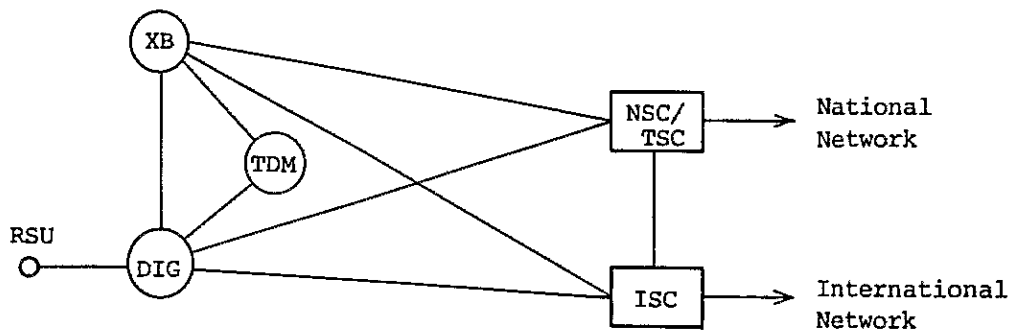 XB
NSC/
TSC
National
Network
TDM
RSU
DIG
ISC
International
Network